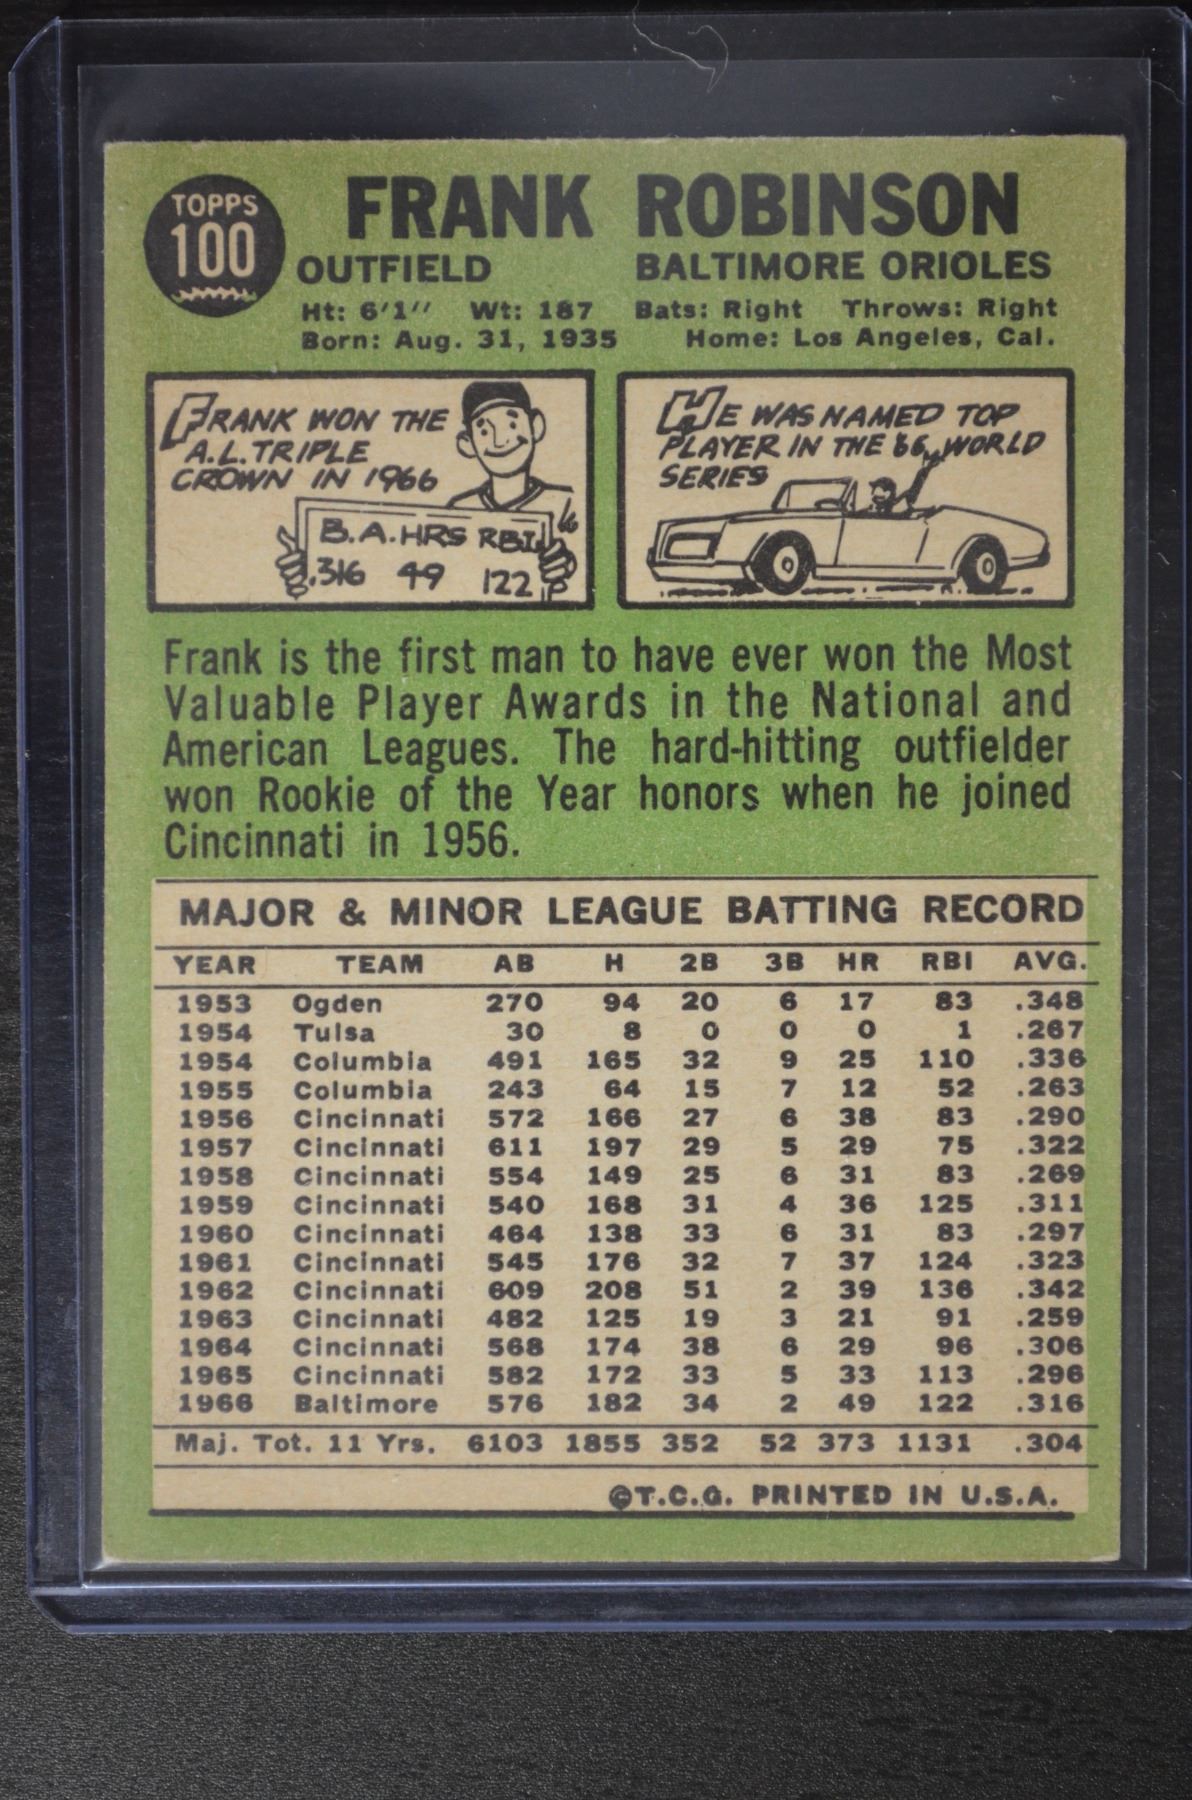 TOPPS
100
FRANK ROBINSON
OUTFIELD BALTIMORE ORIOLES
Ht: 6'1" Wt: 187 Bats: Right Throws: Right
Born: Aug. 31, 1935 Home: Los Angeles, Cal.
FRANK WON THE
A.L. TRIPLE
CROWN IN 1966
B.A. HRS RBI
.316 49 122
HE WAS NAMED TOP
PLAYER IN THE '66 WORLD
SERIES
Frank is the first man to have ever won the Most
Valuable Player Awards in the National and
American Leagues. The hard-hitting outfielder
won Rookie of the Year honors when he joined
Cincinnati in 1956.
MAJOR & MINOR LEAGUE BATTING RECORD
YEAR TEAM AB H 2B 3B HR RBI AVG.
1953 Ogden 270 94 20 6 17 83 .348
1954 Tulsa 30 8 0 0 0 1 .267
1954 Columbia 491 165 32 9 25 110 .336
1955 Columbia 243 64 15 7 12 52 .263
1956 Cincinnati 572 166 27 6 38 83 .290
1957 Cincinnati 611 197 29 5 29 75 .322
1958 Cincinnati 554 149 25 6 31 83 .269
1959 Cincinnati 540 168 31 4 36 125 .311
1960 Cincinnati 464 138 33 6 31 83 .297
1961 Cincinnati 545 176 32 7 37 124 .323
1962 Cincinnati 609 208 51 2 39 136 .342
1963 Cincinnati 482 125 19 3 21 91 .259
1964 Cincinnati 568 174 38 6 29 96 .306
1965 Cincinnati 582 172 33 5 33 113 .296
1966 Baltimore 576 182 34 2 49 122 .316
Maj. Tot. 11 Yrs. 6103 1855 352 52 373 1131 .304
©T.C.G. PRINTED IN U.S.A.